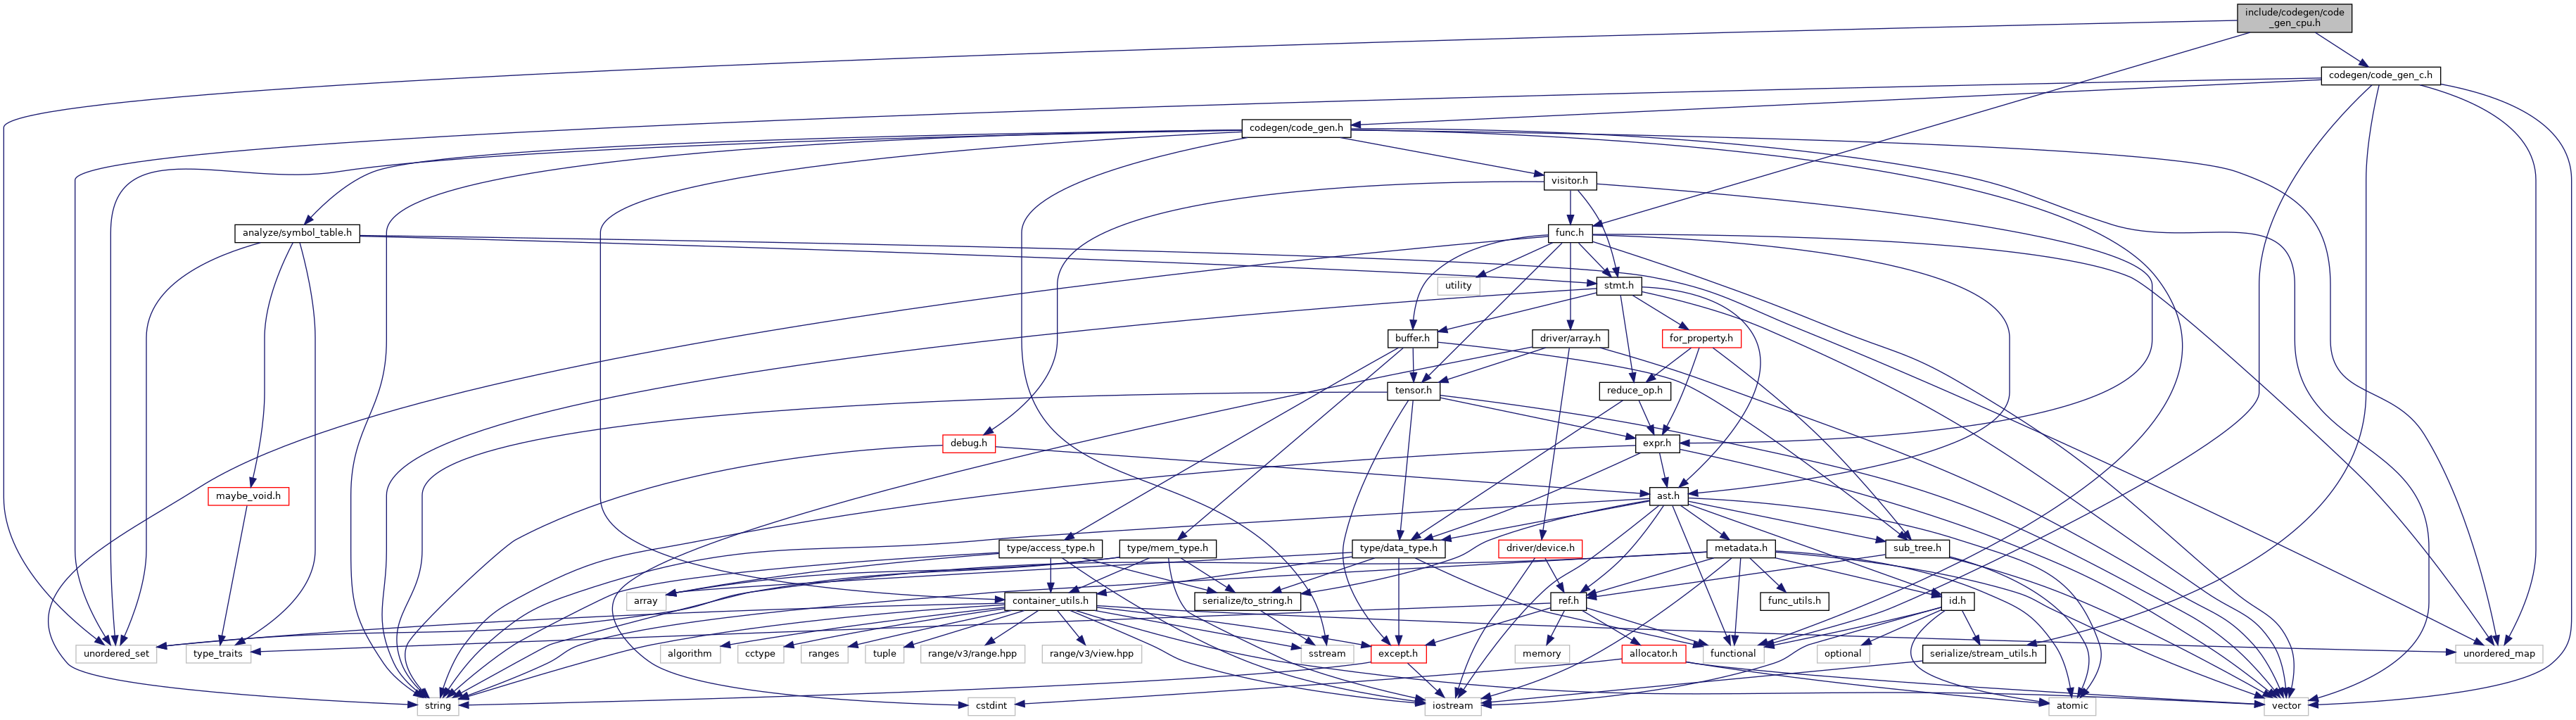 include/codegen/code
_gen_cpu.h
codegen/code_gen_c.h
codegen/code_gen.h
visitor.h
analyze/symbol_table.h
func.h
utility
stmt.h
buffer.h
driver/array.h
for_property.h
tensor.h
reduce_op.h
debug.h
expr.h
maybe_void.h
ast.h
type/access_type.h
type/mem_type.h
type/data_type.h
driver/device.h
metadata.h
sub_tree.h
array
container_utils.h
serialize/to_string.h
ref.h
func_utils.h
id.h
unordered_set
type_traits
algorithm
cctype
ranges
tuple
range/v3/range.hpp
range/v3/view.hpp
sstream
except.h
memory
allocator.h
functional
optional
serialize/stream_utils.h
unordered_map
string
cstdint
iostream
atomic
vector